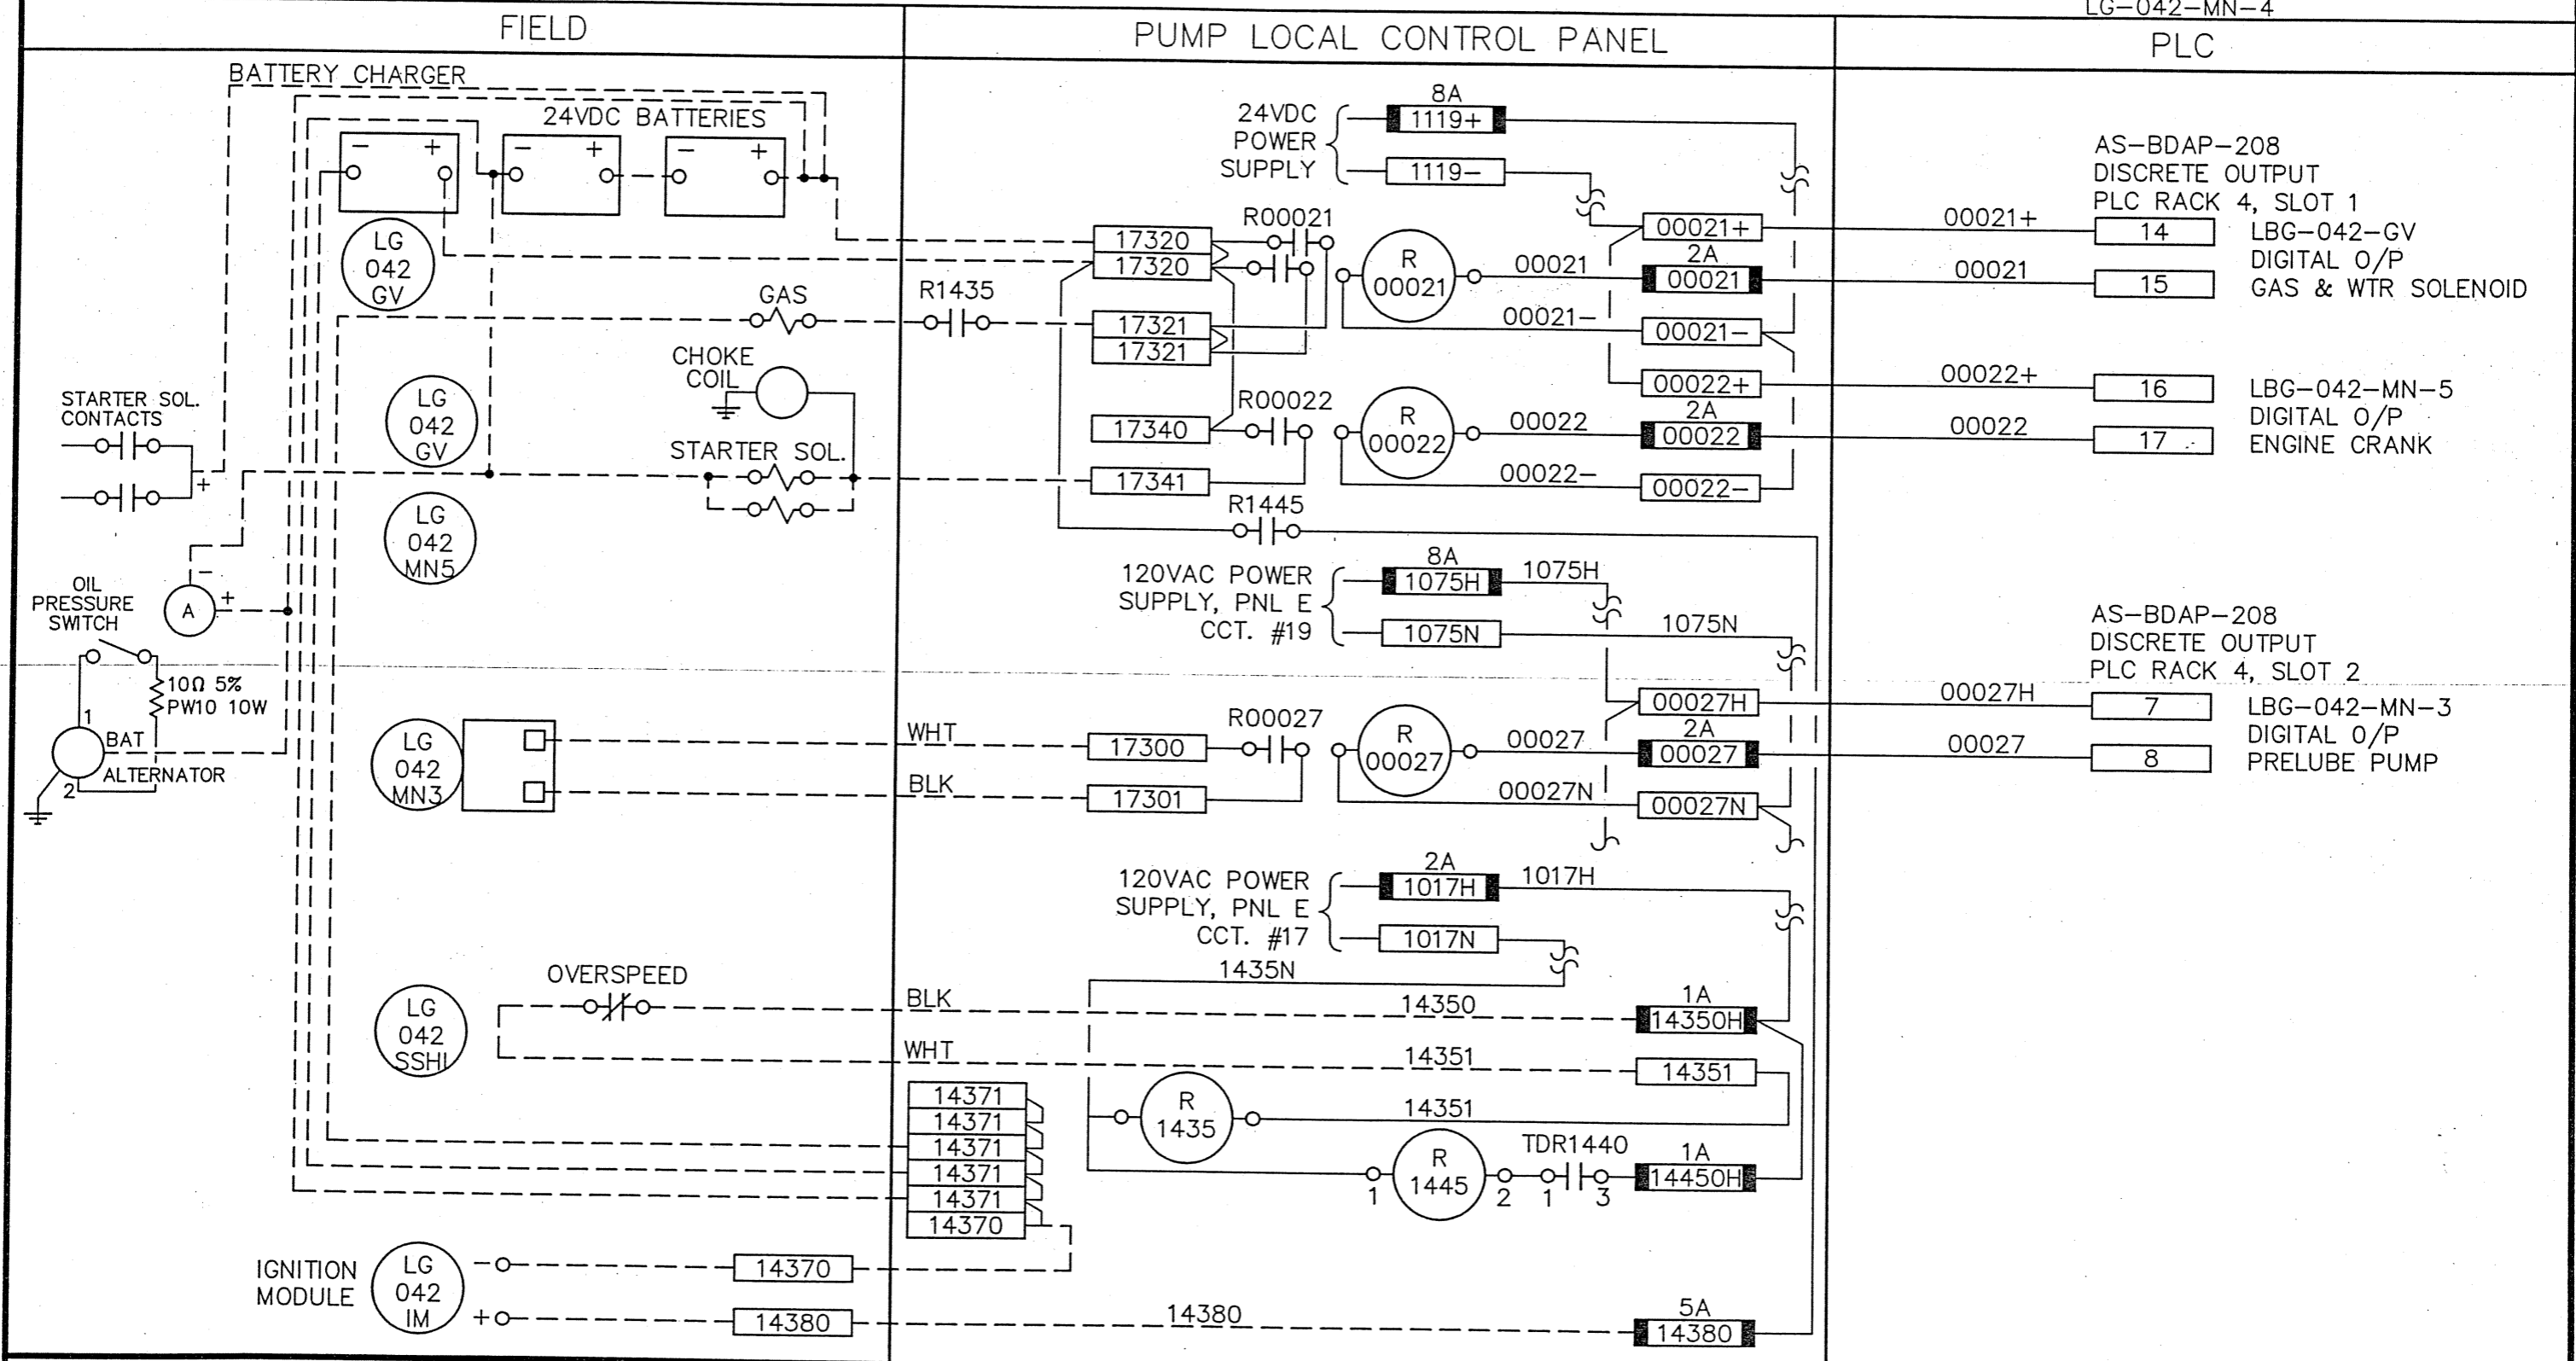 LG-042-MN-4
FIELD
PUMP LOCAL CONTROL PANEL
PLC
BATTERY CHARGER
24VDC BATTERIES
- +
- +
- +
LG
042
GV
GAS
R1435
CHOKE
COIL
LG
042
GV
STARTER SOL.
CONTACTS
+
STARTER SOL.
LG
042
MN5
-
A
+
OIL
PRESSURE
SWITCH
10Ω 5%
PW10 10W
1
BAT
ALTERNATOR
2
LG
042
MN3
WHT
BLK
OVERSPEED
LG
042
SSHI
BLK
WHT
IGNITION
MODULE
LG
042
IM
-
+
14370
14380
24VDC
POWER
SUPPLY
8A
1119+
1119-
17320
17320
R00021
R
00021
00021
00021-
00021+
2A
00021
00021-
17321
17321
17340
17341
R00022
R
00022
00022
00022-
00022+
2A
00022
00022-
R1445
120VAC POWER
SUPPLY, PNL E
CCT. #19
8A
1075H
1075H
1075N
1075N
17300
17301
R00027
R
00027
00027
00027N
00027H
2A
00027
00027N
120VAC POWER
SUPPLY, PNL E
CCT. #17
2A
1017H
1017H
1017N
1435N
14350
1A
14350H
14351
14351
R
1435
14351
14371
14371
14371
14371
14371
14370
R
1445
1
2
TDR1440
1
3
1A
14450H
14380
5A
14380
AS-BDAP-208
DISCRETE OUTPUT
PLC RACK 4, SLOT 1
00021+
14
LBG-042-GV
DIGITAL O/P
GAS & WTR SOLENOID
00021
15
00022+
16
LBG-042-MN-5
DIGITAL O/P
ENGINE CRANK
00022
17
AS-BDAP-208
DISCRETE OUTPUT
PLC RACK 4, SLOT 2
00027H
7
LBG-042-MN-3
DIGITAL O/P
PRELUBE PUMP
00027
8